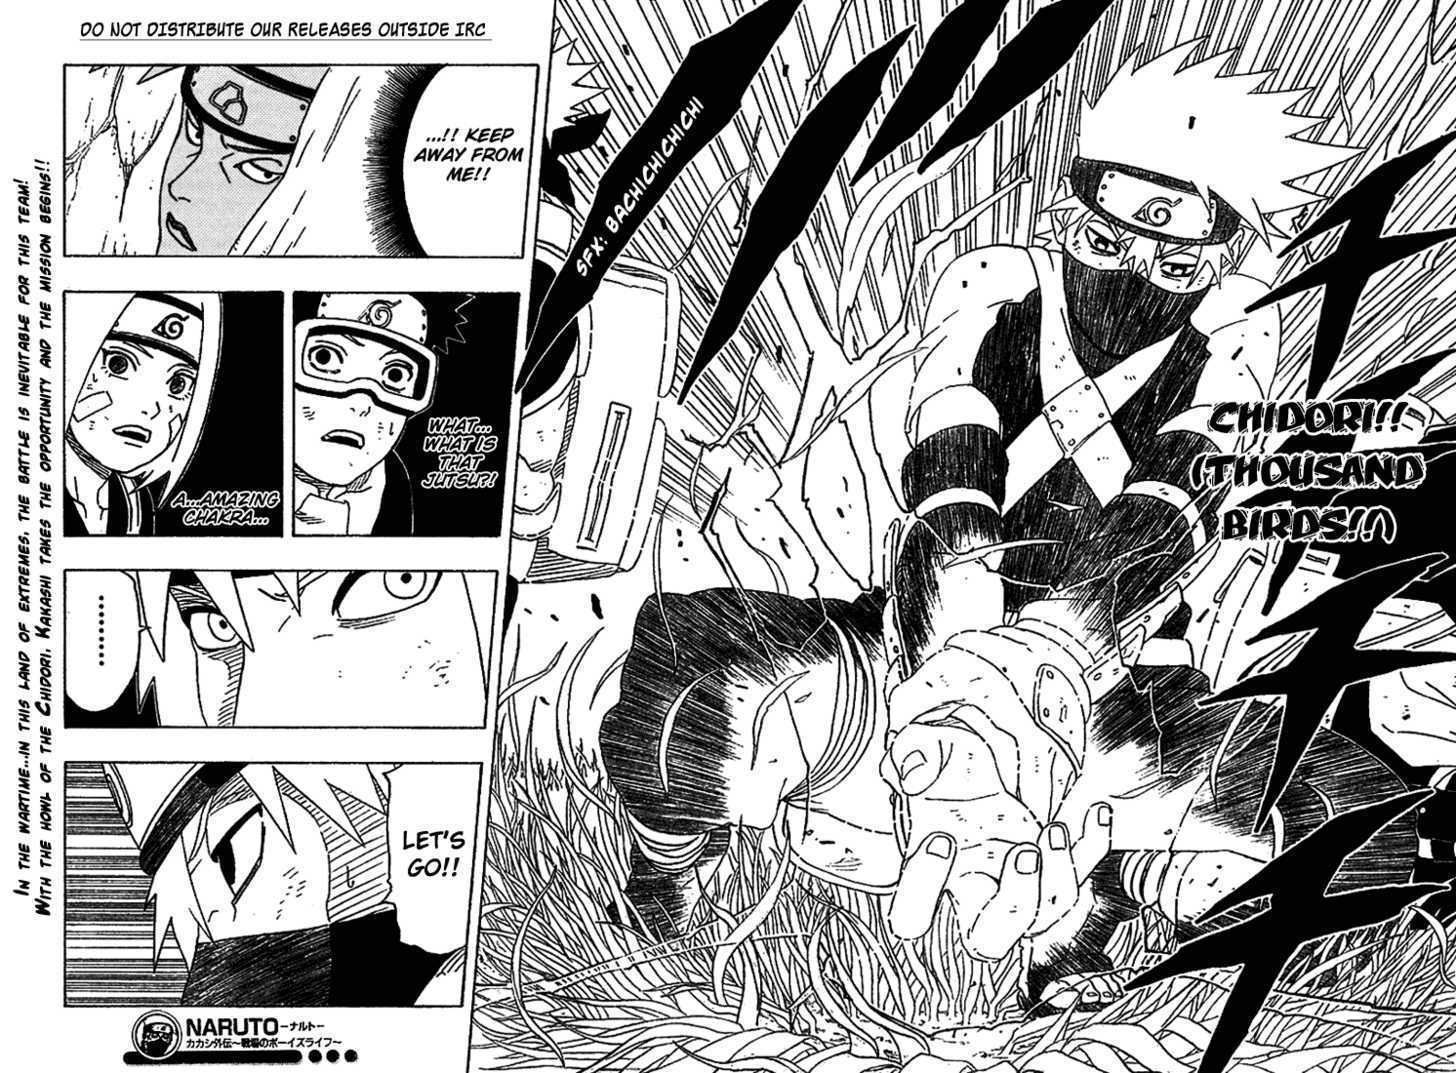 DO NOT DISTRIBUTE OUR RELEASES OUTSIDE IRC
SFX: BACHICHICHICHI
CHIDORI!!
(THOUSAND
BIRDS!!)
...!! KEEP
AWAY FROM
ME!!
WHAT...
WHAT IS
THAT
JUTSU?!
A...AMAZING
CHAKRA...
.........
LET'S
GO!!
IN THE WARTIME...IN THIS LAND OF EXTREMES, THE BATTLE IS INEVITABLE FOR THIS TEAM!
WITH THE HOWL OF THE CHIDORI, KAKASHI TAKES THE OPPORTUNITY AND THE MISSION BEGINS!!
NARUTO –ナルト–
カカシ外伝~戦場のボーイズライフ~